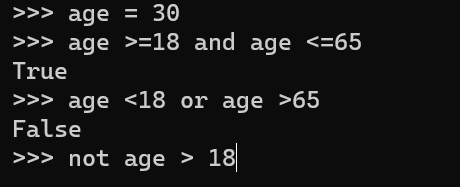 >>> age = 30
>>> age >=18 and age <=65
True
>>> age <18 or age >65
False
>>> not age > 18